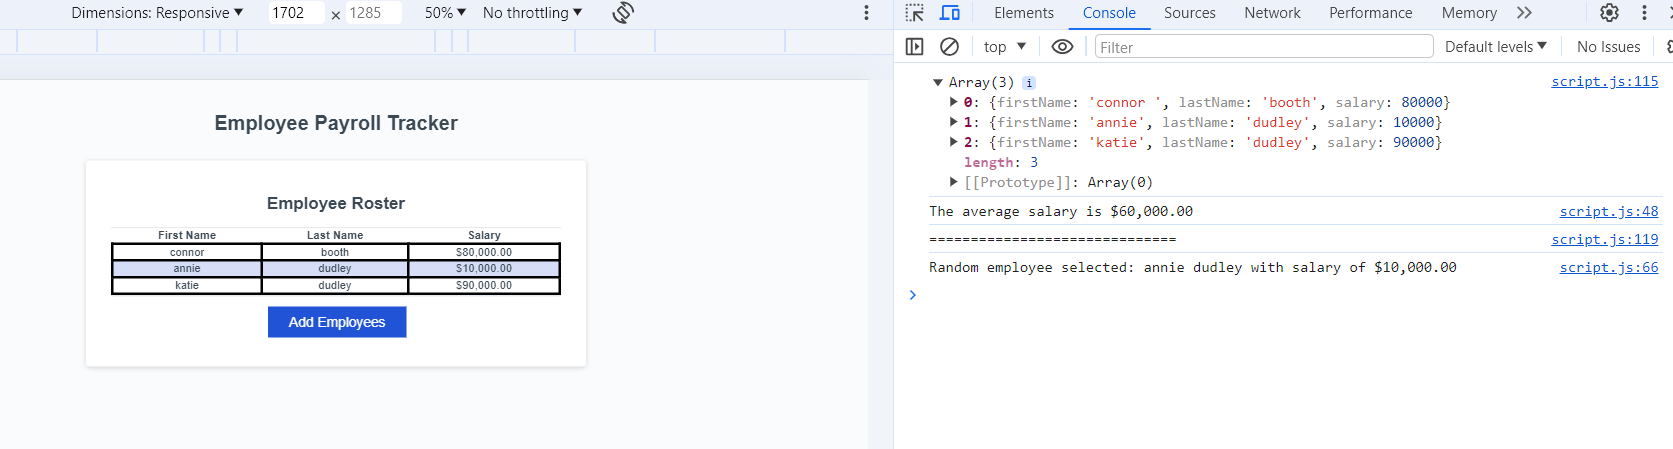 Dimensions: Responsive ▼ 1702 × 1285 50% ▼ No throttling ▼
Elements Console Sources Network Performance Memory
top ▼ Filter Default levels ▼ No Issues
Employee Payroll Tracker
Employee Roster
First Name Last Name Salary
connor booth $80,000.00
annie dudley $10,000.00
katie dudley $90,000.00
Add Employees
▼ Array(3) i script.js:115
▶ 0: {firstName: 'connor ', lastName: 'booth', salary: 80000}
▶ 1: {firstName: 'annie', lastName: 'dudley', salary: 10000}
▶ 2: {firstName: 'katie', lastName: 'dudley', salary: 90000}
length: 3
▶ [[Prototype]]: Array(0)
The average salary is $60,000.00 script.js:48
============================== script.js:119
Random employee selected: annie dudley with salary of $10,000.00 script.js:66